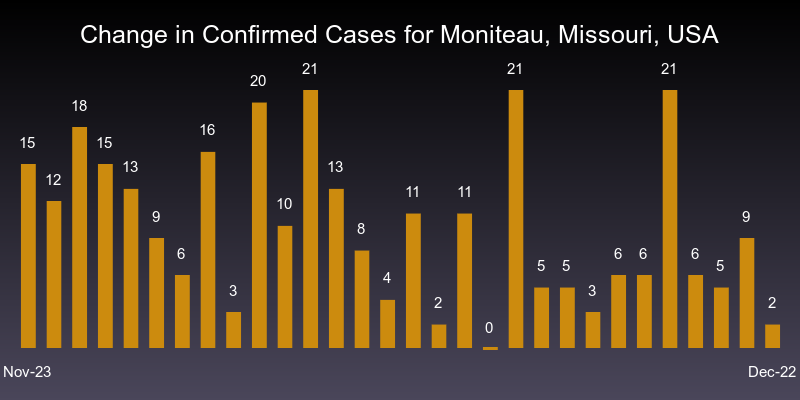 Change in Confirmed Cases for Moniteau, Missouri, USA
15 12 18 15 13 9 6 16 3 20 10 21 13 8 4 11 2 11 0 21 5 5 3 6 6 21 6 5 9 2
Nov-23 Dec-22